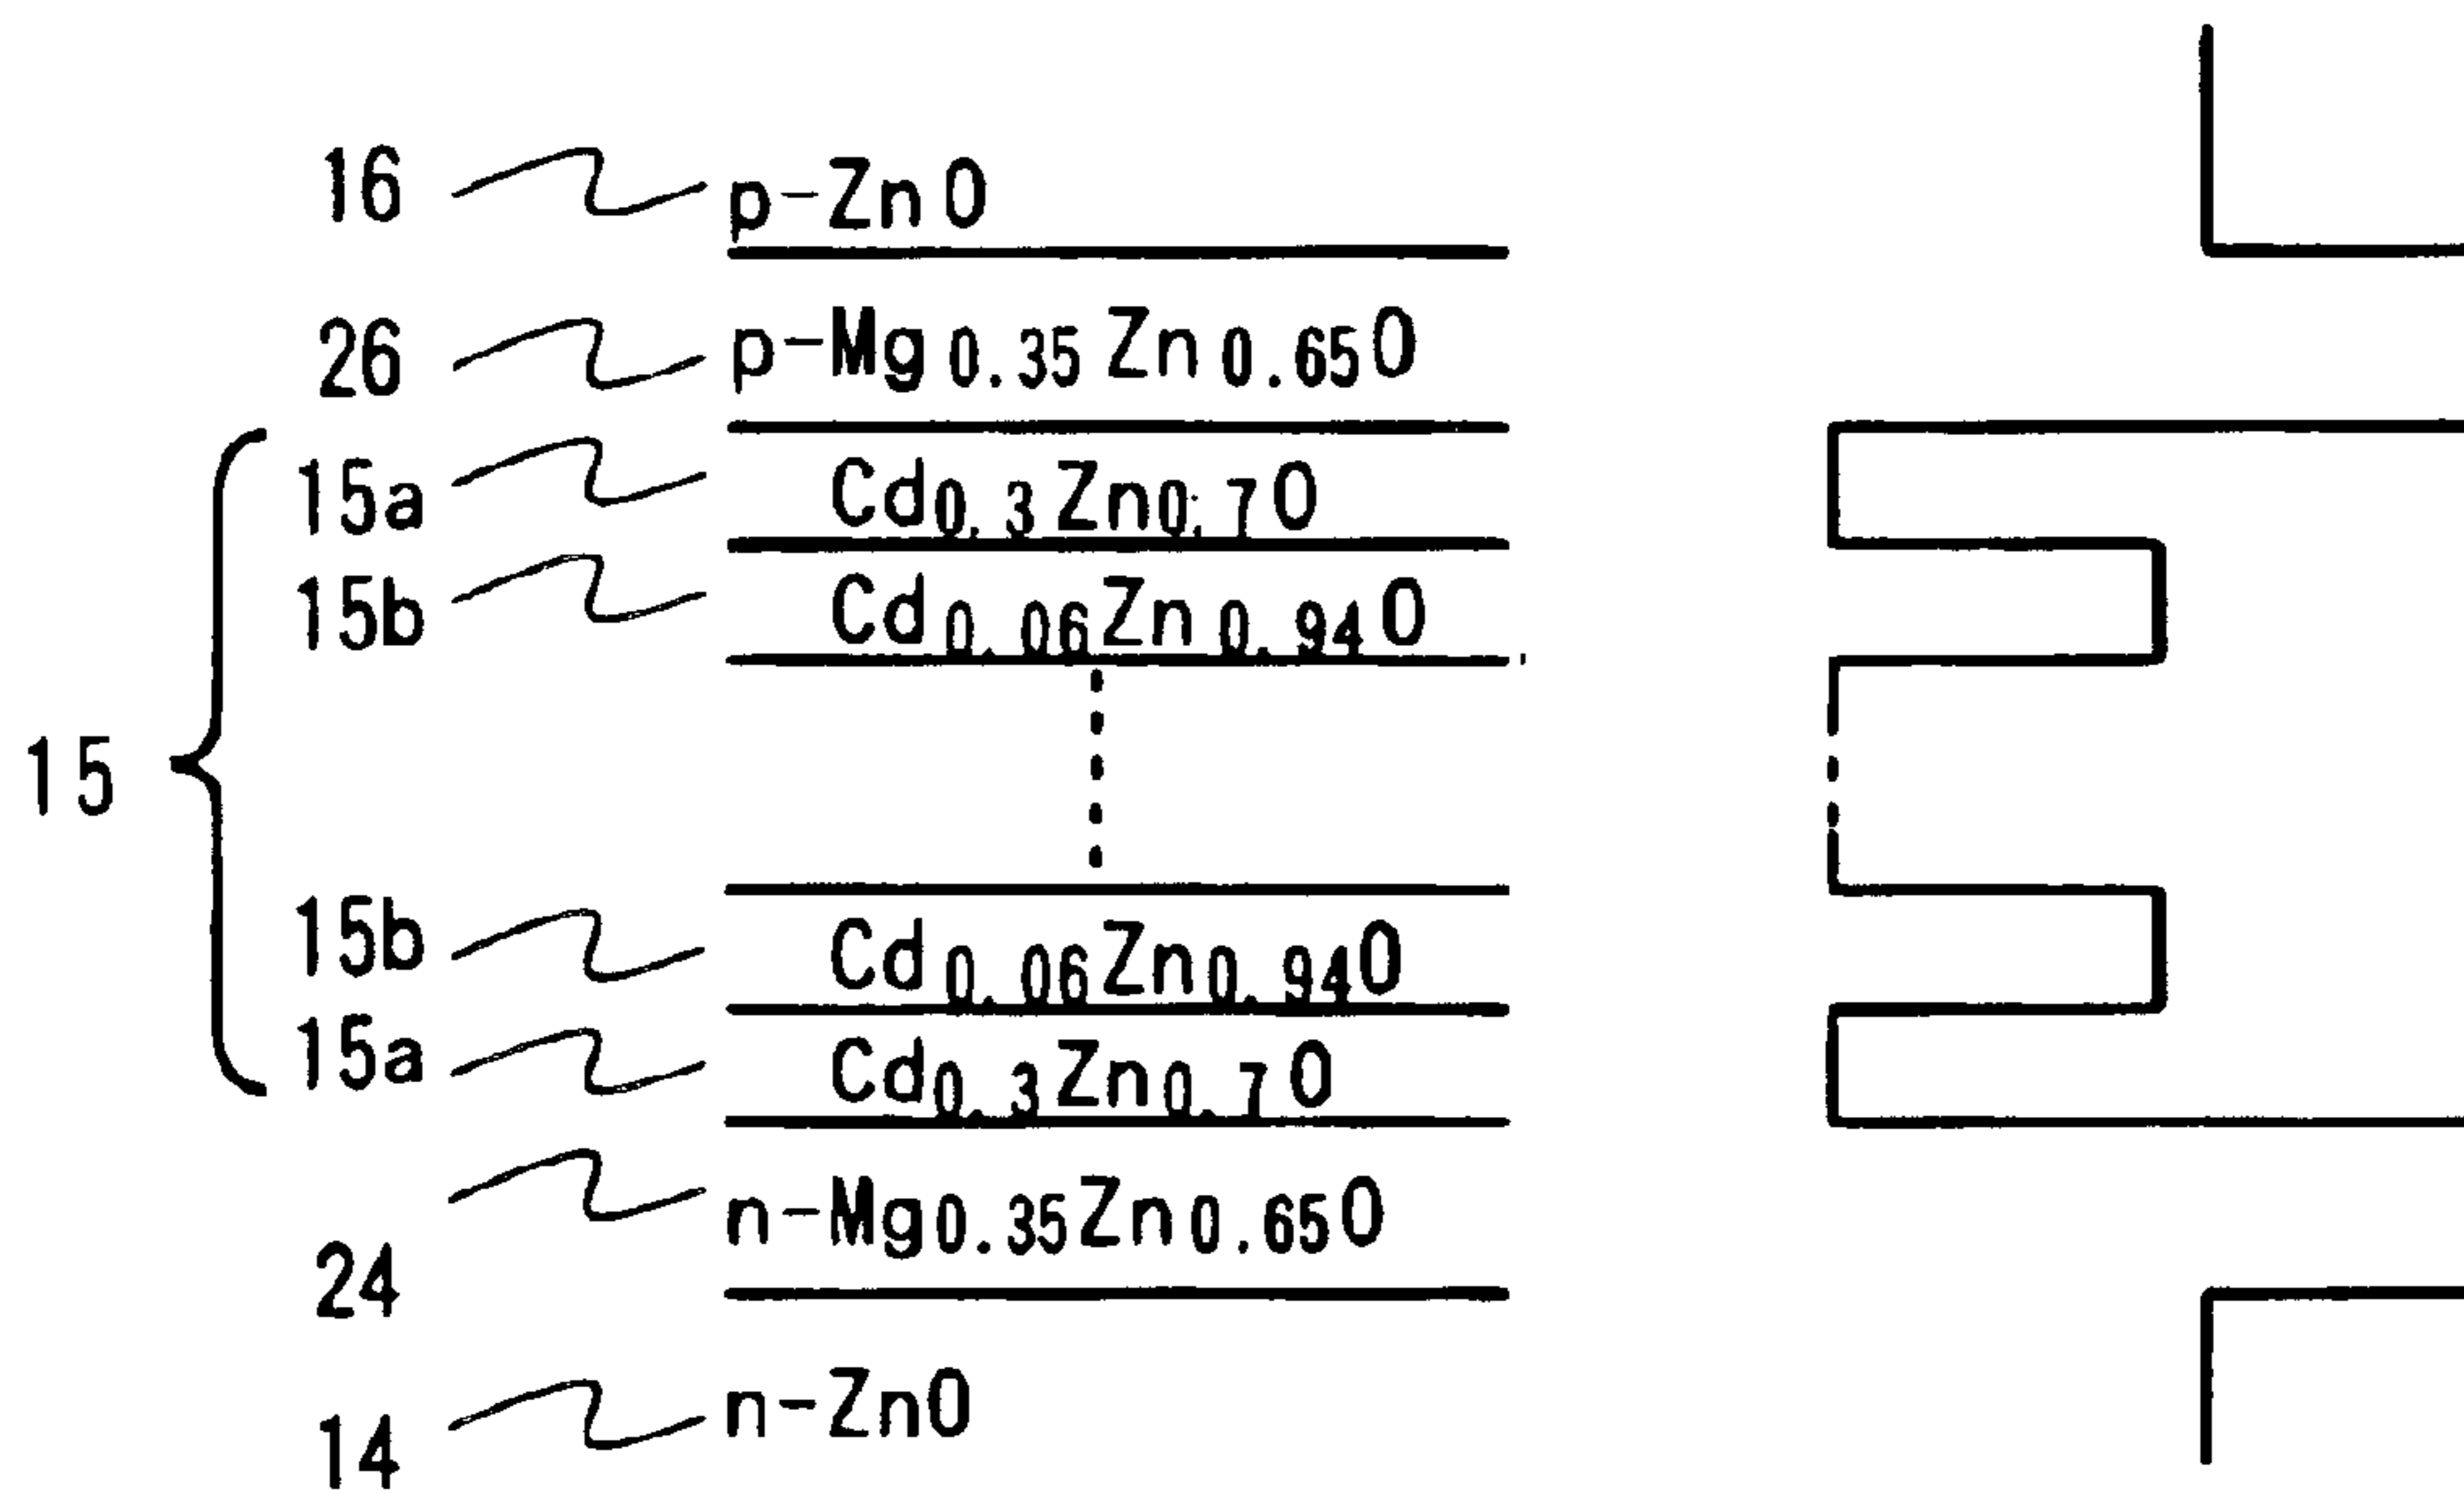 16 p-ZnO
26 p-Mg0.35Zn0.65O
15a Cd0.3Zn0.7O
15b Cd0.06Zn0.94O
15
15b Cd0.06Zn0.94O
15a Cd0.3Zn0.7O
24 n-Mg0.35Zn0.65O
14 n-ZnO